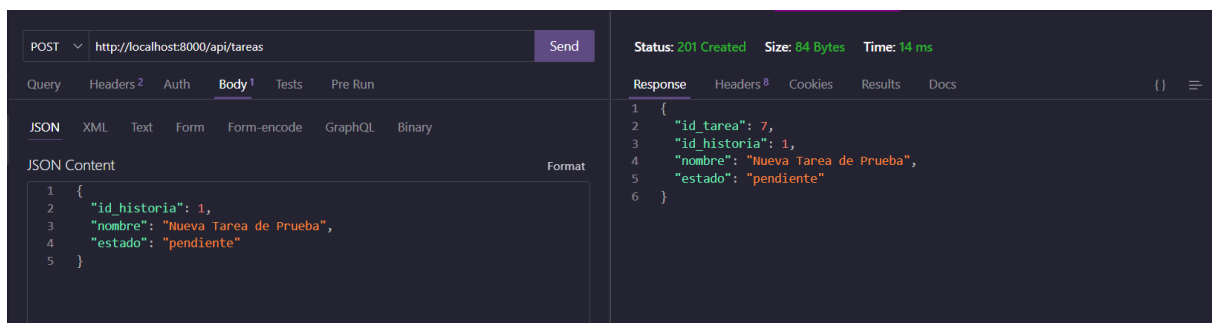 POST http://localhost:8000/api/tareas Send
Query Headers 2 Auth Body 1 Tests Pre Run
JSON XML Text Form Form-encode GraphQL Binary
JSON Content Format
1 {
2 "id_historia": 1,
3 "nombre": "Nueva Tarea de Prueba",
4 "estado": "pendiente"
5 }
Status: 201 Created Size: 84 Bytes Time: 14 ms
Response Headers 8 Cookies Results Docs {}
1 {
2 "id_tarea": 7,
3 "id_historia": 1,
4 "nombre": "Nueva Tarea de Prueba",
5 "estado": "pendiente"
6 }